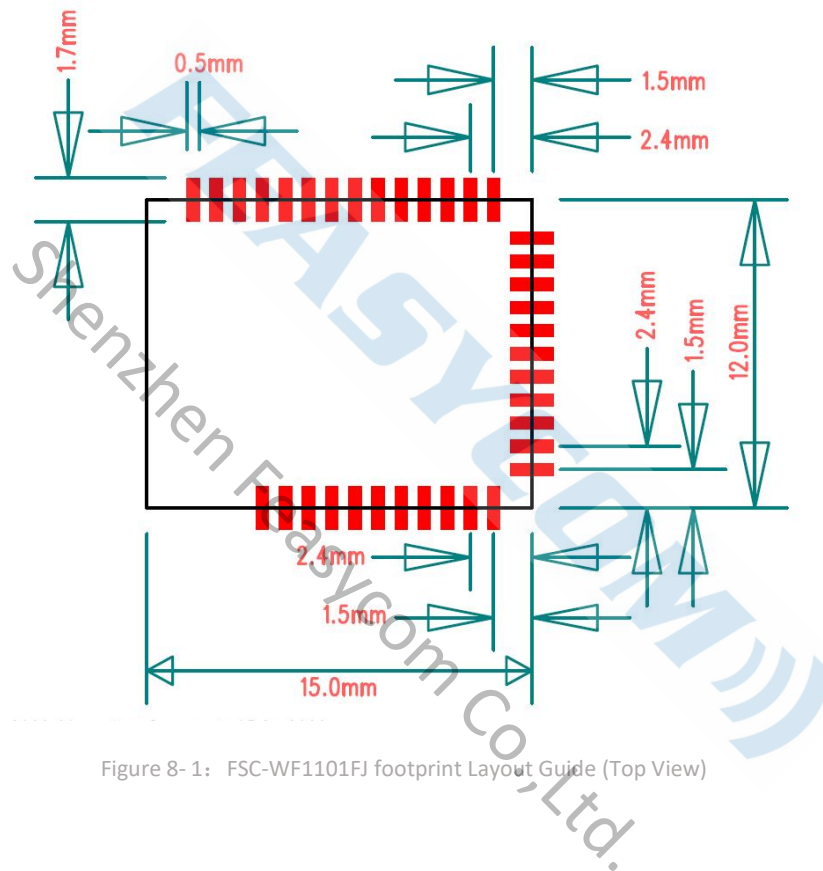 1.7mm
0.5mm
1.5mm
2.4mm
FEASYCOM
Shenzhen Feasycom Co.,Ltd.
2.4mm
1.5mm
12.0mm
2.4mm
1.5mm
15.0mm
Figure 8- 1： FSC-WF1101FJ footprint Layout Guide (Top View)